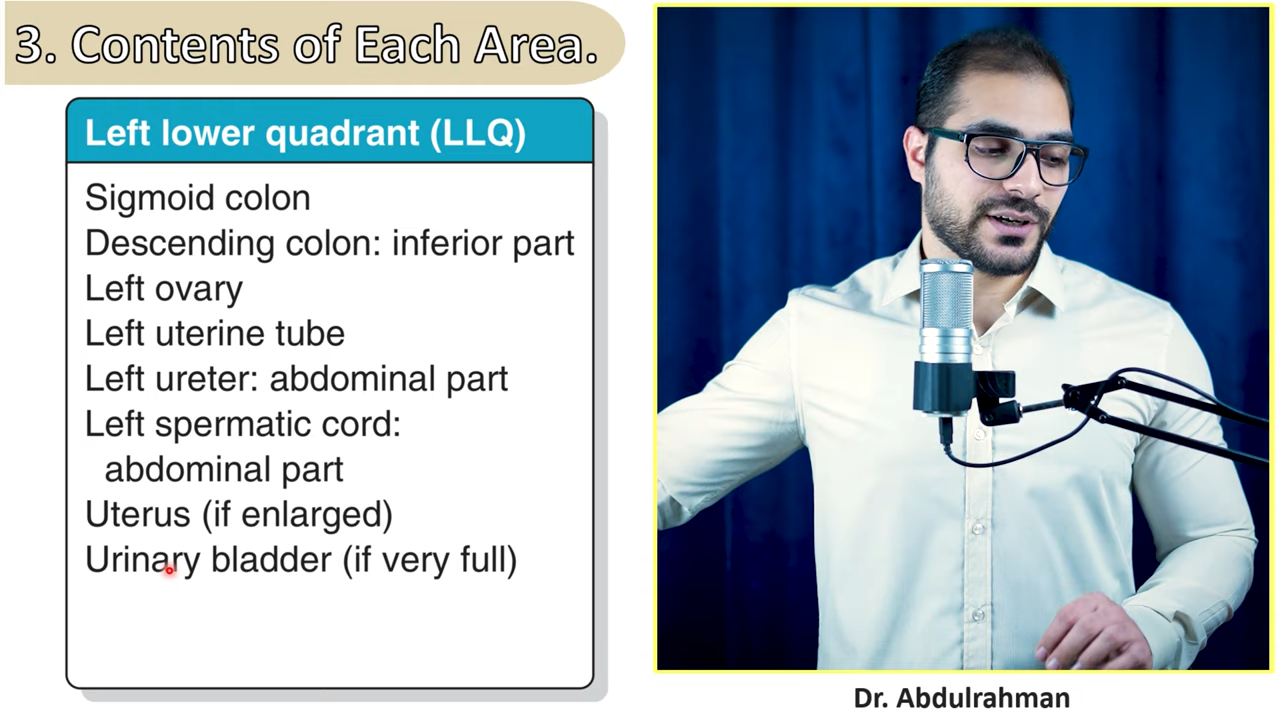 3. Contents of Each Area.
Left lower quadrant (LLQ)
Sigmoid colon
Descending colon: inferior part
Left ovary
Left uterine tube
Left ureter: abdominal part
Left spermatic cord:
abdominal part
Uterus (if enlarged)
Urinary bladder (if very full)
Dr. Abdulrahman